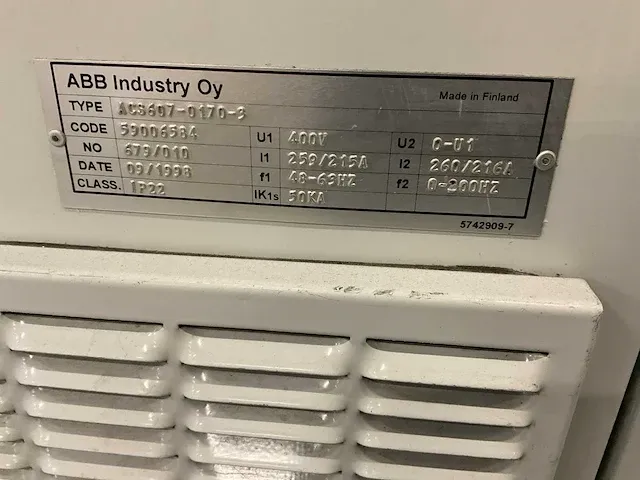 ABB Industry Oy
Made in Finland
TYPE ACS607-0170-3
CODE 59006584 U1 400V U2 0-U1
NO 679/010 I1 259/215A I2 260/216A
DATE 09/1998 f1 48-63HZ f2 0-200HZ
CLASS. IP22 IK1s 50KA
5742909-7